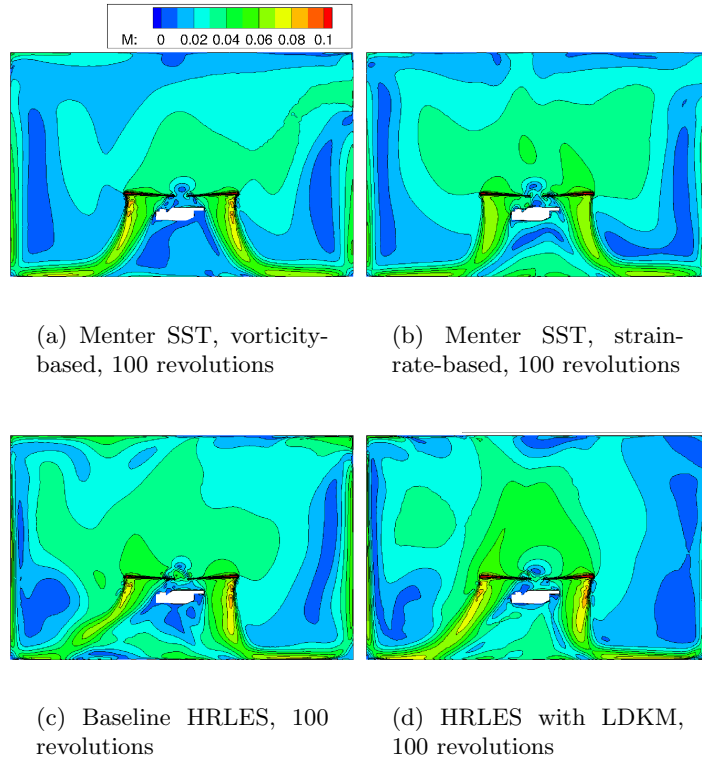 M: 0 0.02 0.04 0.06 0.08 0.1
(a) Menter SST, vorticity-
based, 100 revolutions
(b) Menter SST, strain-
rate-based, 100 revolutions
(c) Baseline HRLES, 100
revolutions
(d) HRLES with LDKM,
100 revolutions